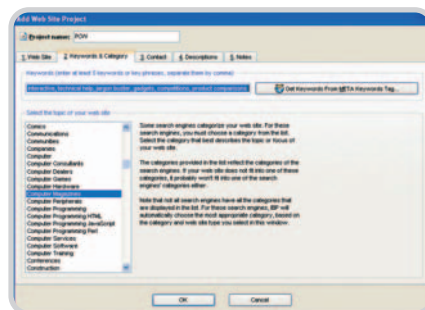 Add Web Site Project
Project name: POW
1. Web Site 2. Keywords & Category 3. Contact 4. Descriptions 5. Notes
Keywords (enter at least 3 keywords or key phrases, separate them by comma)
interactive, technical help, jargon buster, gadgets, competitions, product comparisons
Get Keywords From META Keywords Tag...
Select the topic of your web site
Comics
Communications
Communities
Companies
Computer
Computer Consultants
Computer Dealers
Computer Games
Computer Hardware
Computer Magazines
Computer Peripherals
Computer Programming
Computer Programming HTML
Computer Programming JavaScript
Computer Programming Perl
Computer Services
Computer Software
Computer Training
Conferences
Construction
Some search engines categorize your web site. For these
search engines, you must choose a category from the list.
Select the category that best describes the topic or focus of
your web site.
The categories provided in the list reflect the categories of the
search engines. If your web site does not fit into one of these
categories, it probably won't fit into one of the search
engines' categories either.
Note that not all search engines have all the categories that
are displayed in the list. For these search engines, IBP will
automatically choose the most appropriate category, based on
the category and web site type you select in this window.
OK Cancel